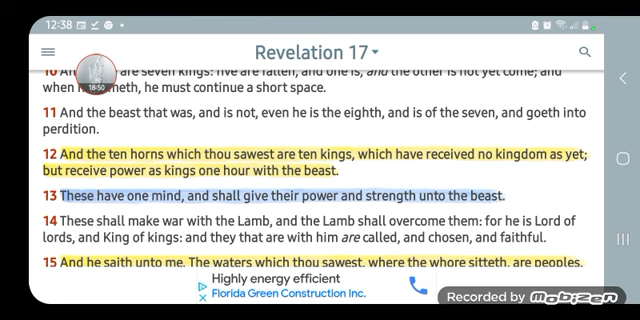 12:38
Revelation 17
10 And are seven kings: five are fallen, and one is, and the other is not yet come; and
when he cometh, he must continue a short space.
18:50
11 And the beast that was, and is not, even he is the eighth, and is of the seven, and goeth into
perdition.
12 And the ten horns which thou sawest are ten kings, which have received no kingdom as yet;
but receive power as kings one hour with the beast.
13 These have one mind, and shall give their power and strength unto the beast.
14 These shall make war with the Lamb, and the Lamb shall overcome them: for he is Lord of
lords, and King of kings: and they that are with him are called, and chosen, and faithful.
15 And he saith unto me, The waters which thou sawest, where the whore sitteth, are peoples,
Highly energy efficient
Florida Green Construction Inc.
Recorded by Mobizen